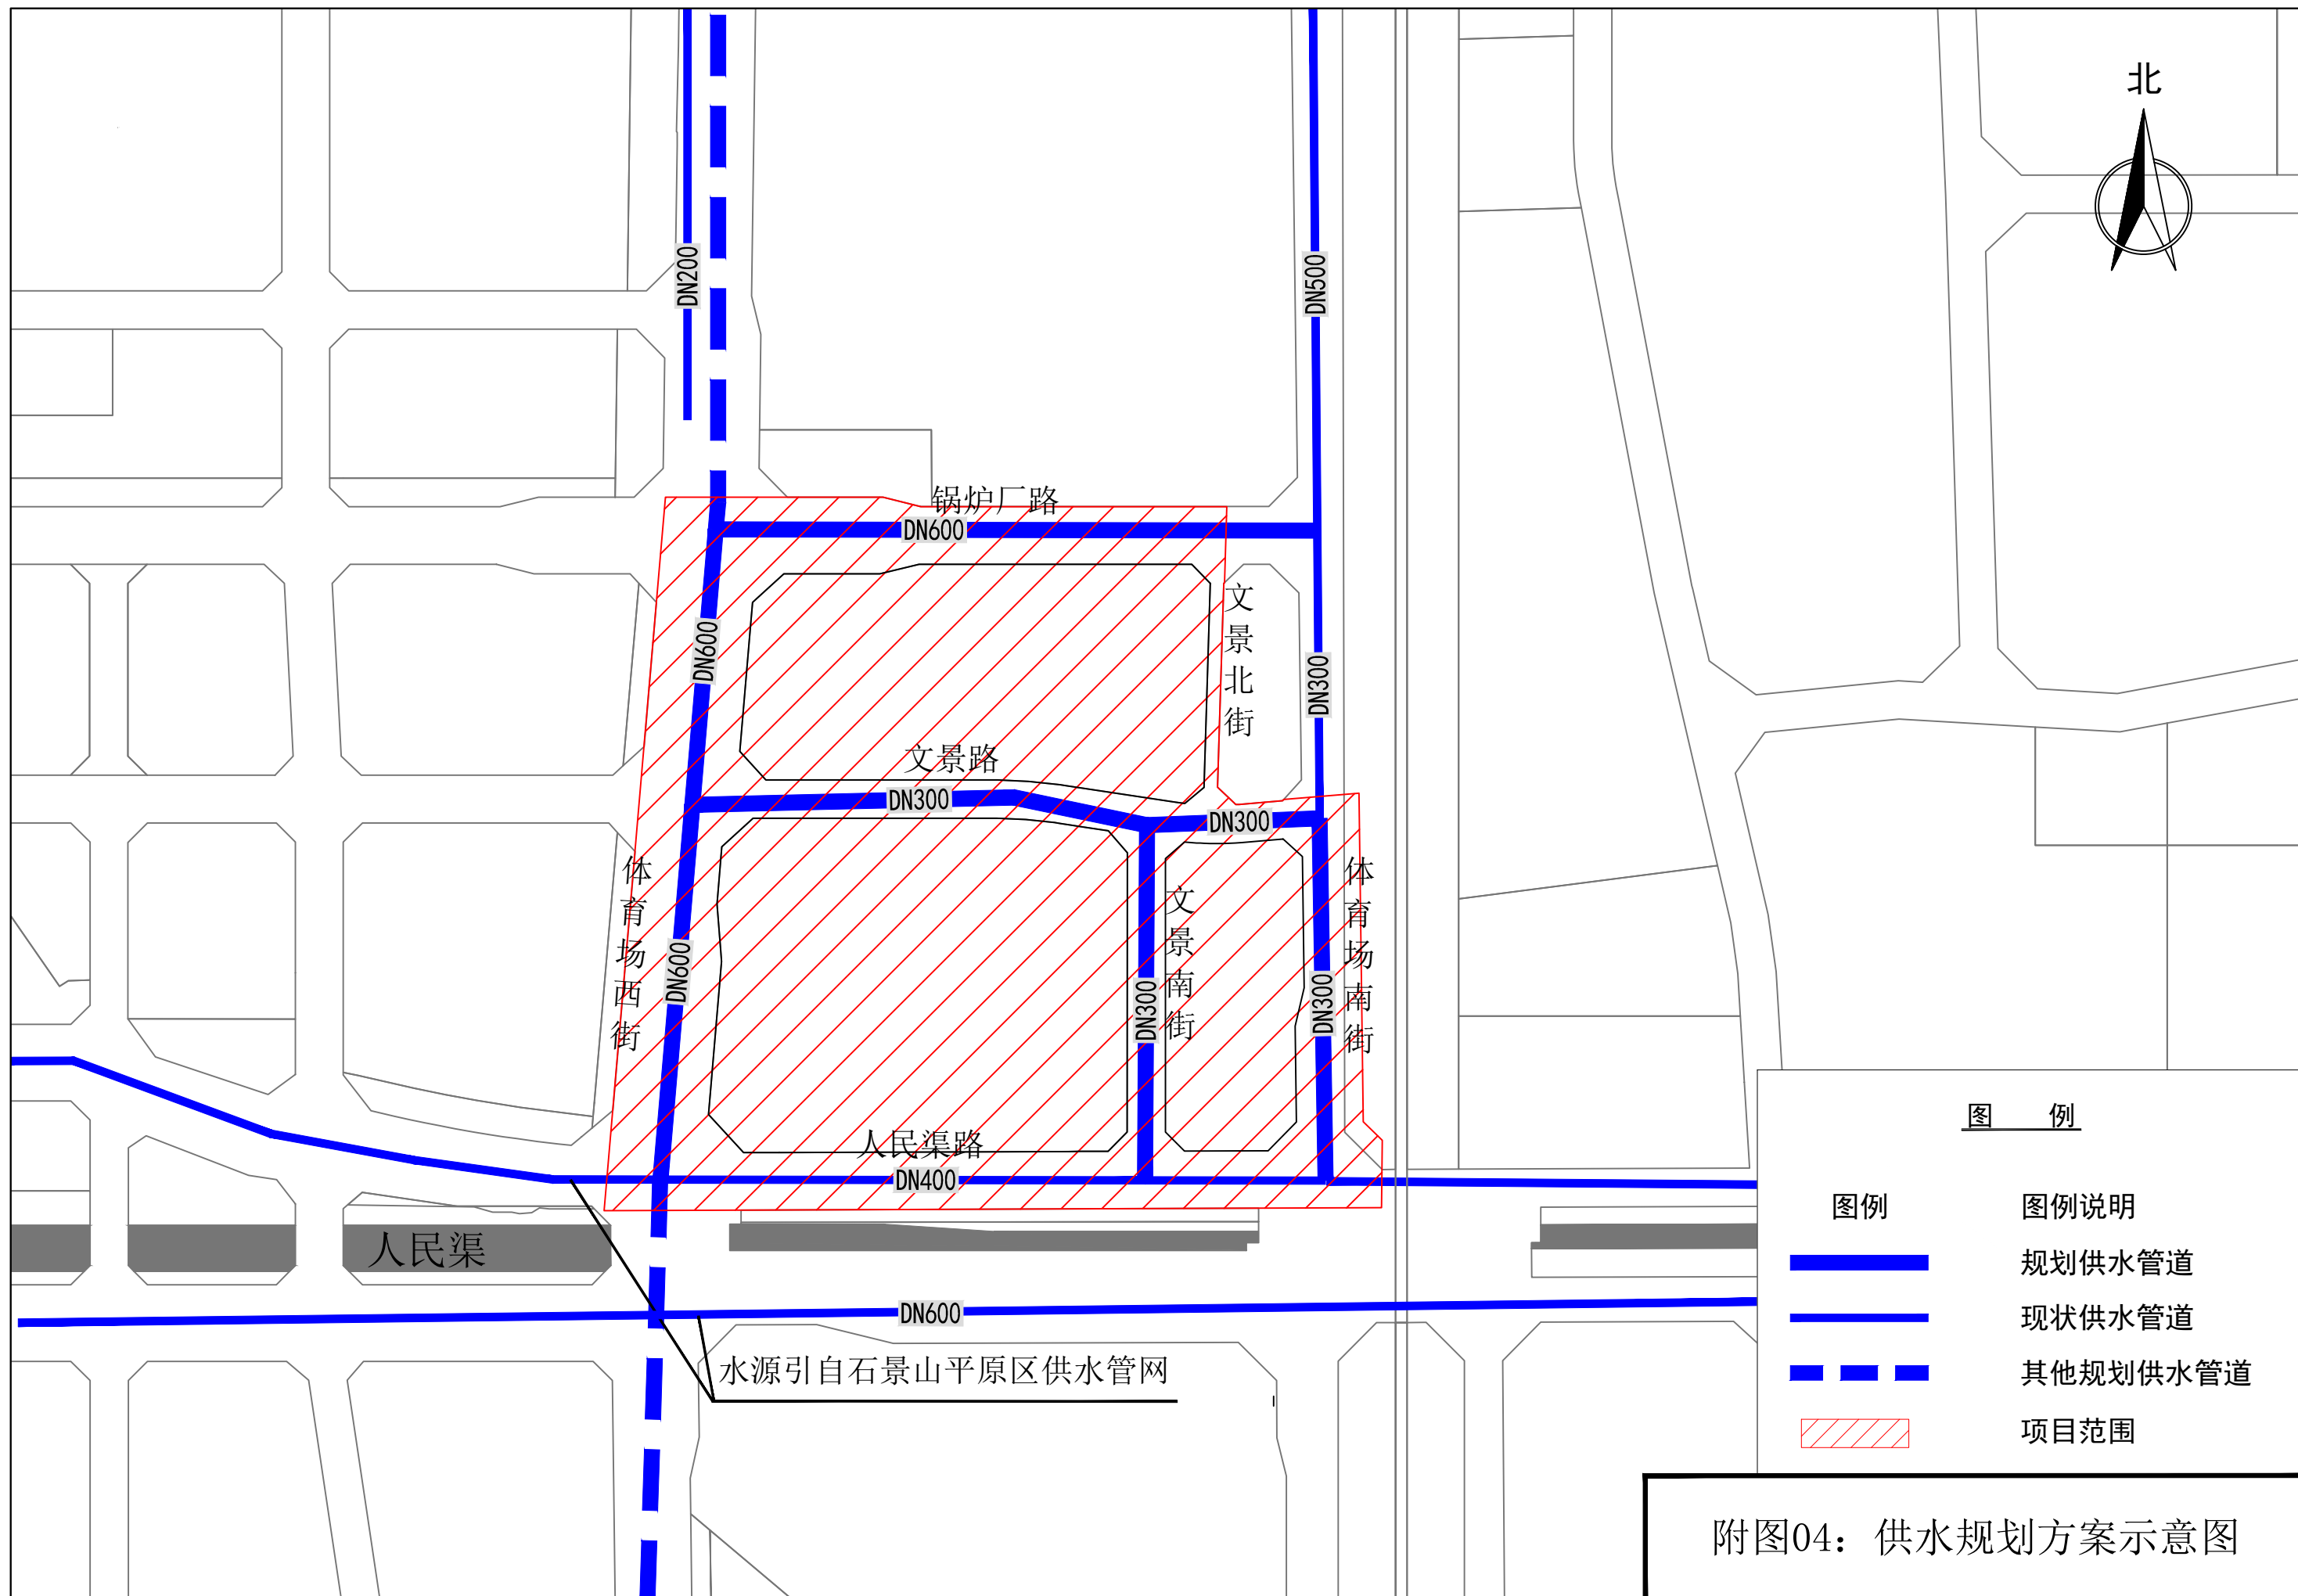 北
DN200
DN500
锅炉厂路
DN600
文景北街
DN600
DN300
文景路
DN300
DN300
体育场西街
文景南街
体育场南街
DN600
DN300
DN300
人民渠路
DN400
人民渠
DN600
水源引自石景山平原区供水管网
图 例
图例 图例说明
规划供水管道
现状供水管道
其他规划供水管道
项目范围
附图04：供水规划方案示意图